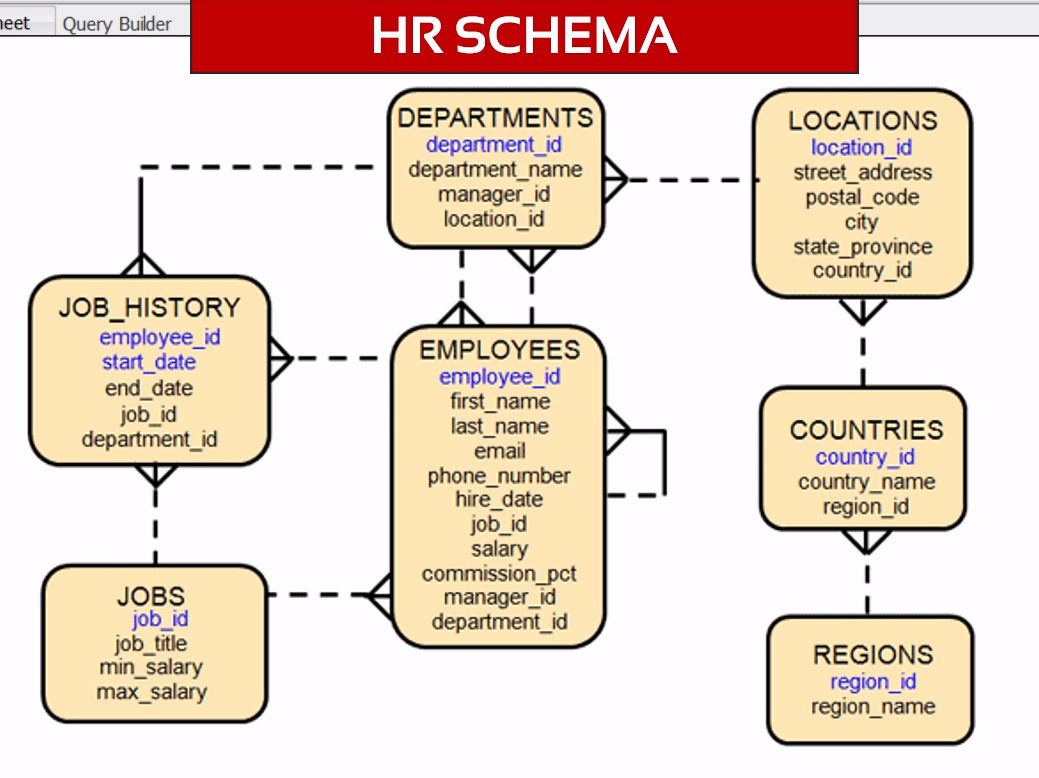 Query Builder
HR SCHEMA
DEPARTMENTS
department_id
department_name
manager_id
location_id
LOCATIONS
location_id
street_address
postal_code
city
state_province
country_id
JOB_HISTORY
employee_id
start_date
end_date
job_id
department_id
EMPLOYEES
employee_id
first_name
last_name
email
phone_number
hire_date
job_id
salary
commission_pct
manager_id
department_id
COUNTRIES
country_id
country_name
region_id
JOBS
job_id
job_title
min_salary
max_salary
REGIONS
region_id
region_name